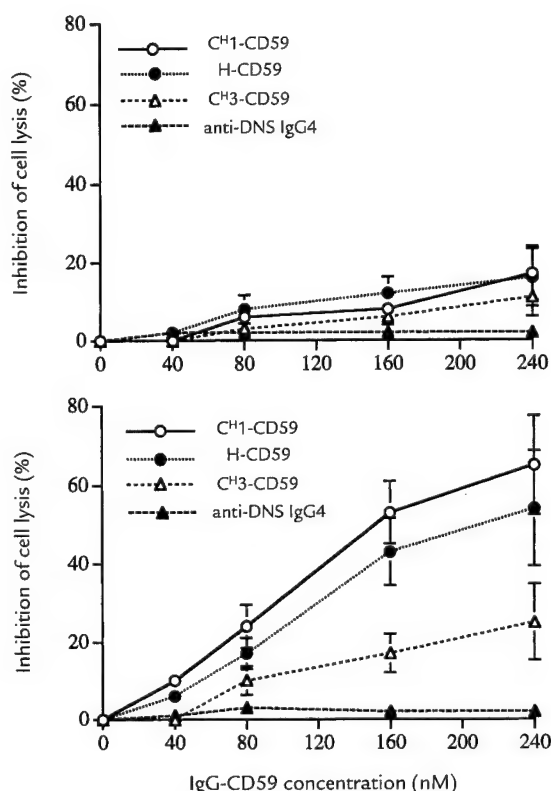 80
60
40
20
0
Inhibition of cell lysis (%)
Cᴴ1-CD59
H-CD59
Cᴴ3-CD59
anti-DNS IgG4
0 40 80 120 160 200 240
80
60
40
20
0
Inhibition of cell lysis (%)
Cᴴ1-CD59
H-CD59
Cᴴ3-CD59
anti-DNS IgG4
0 40 80 120 160 200 240
IgG-CD59 concentration (nM)